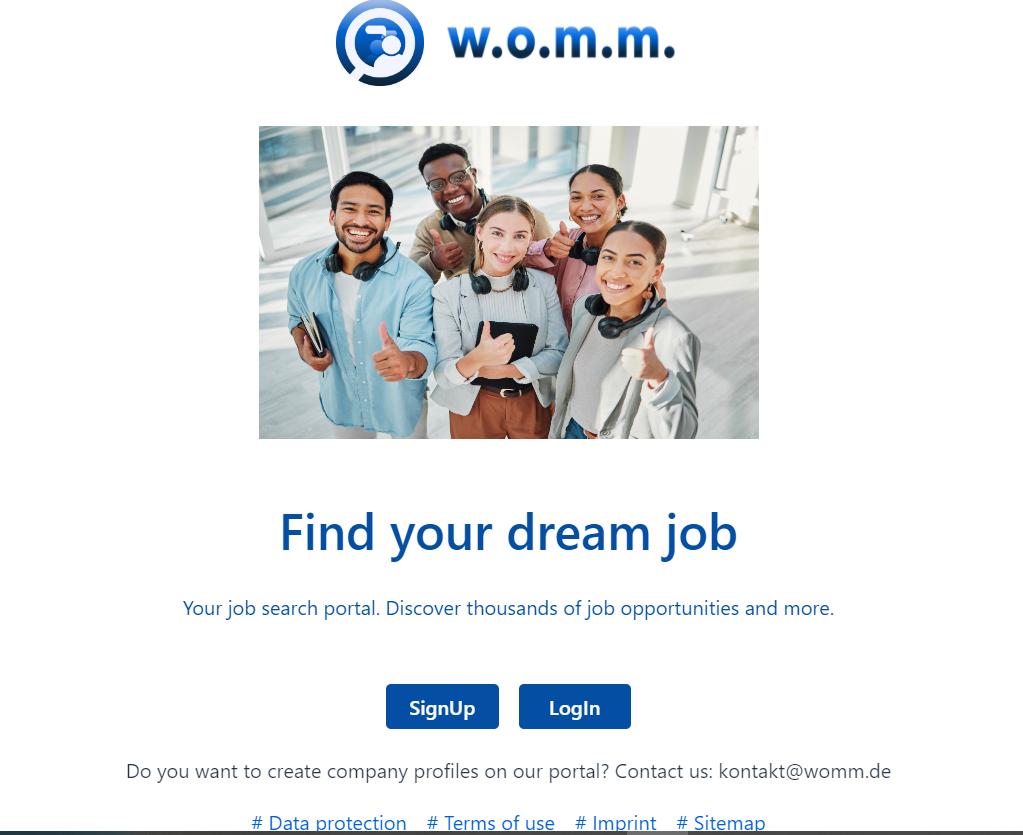 w.o.m.m.
Find your dream job
Your job search portal. Discover thousands of job opportunities and more.
SignUp LogIn
Do you want to create company profiles on our portal? Contact us: kontakt@womm.de
# Data protection # Terms of use # Imprint # Sitemap